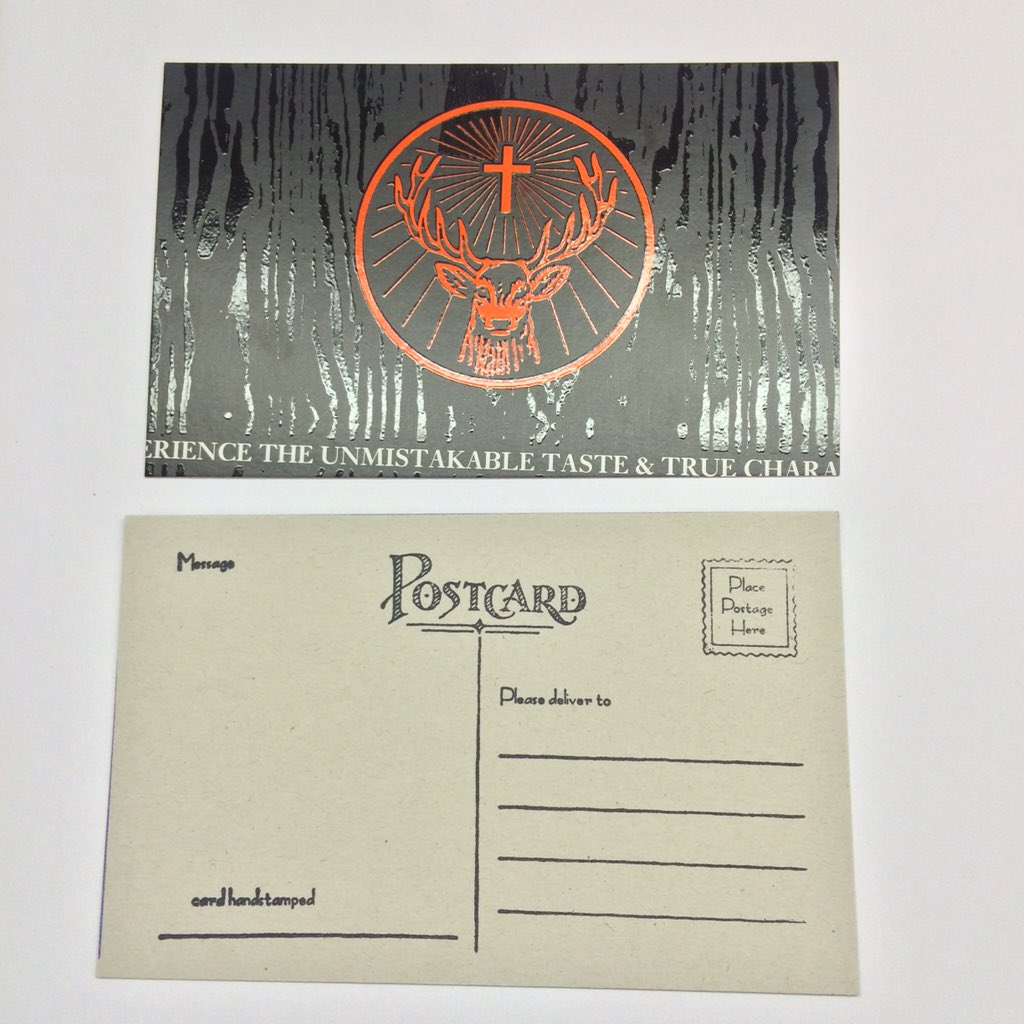 ERIENCE THE UNMISTAKABLE TASTE & TRUE CHARA
Message
POSTCARD
Place
Postage
Here
Please deliver to
card handstamped